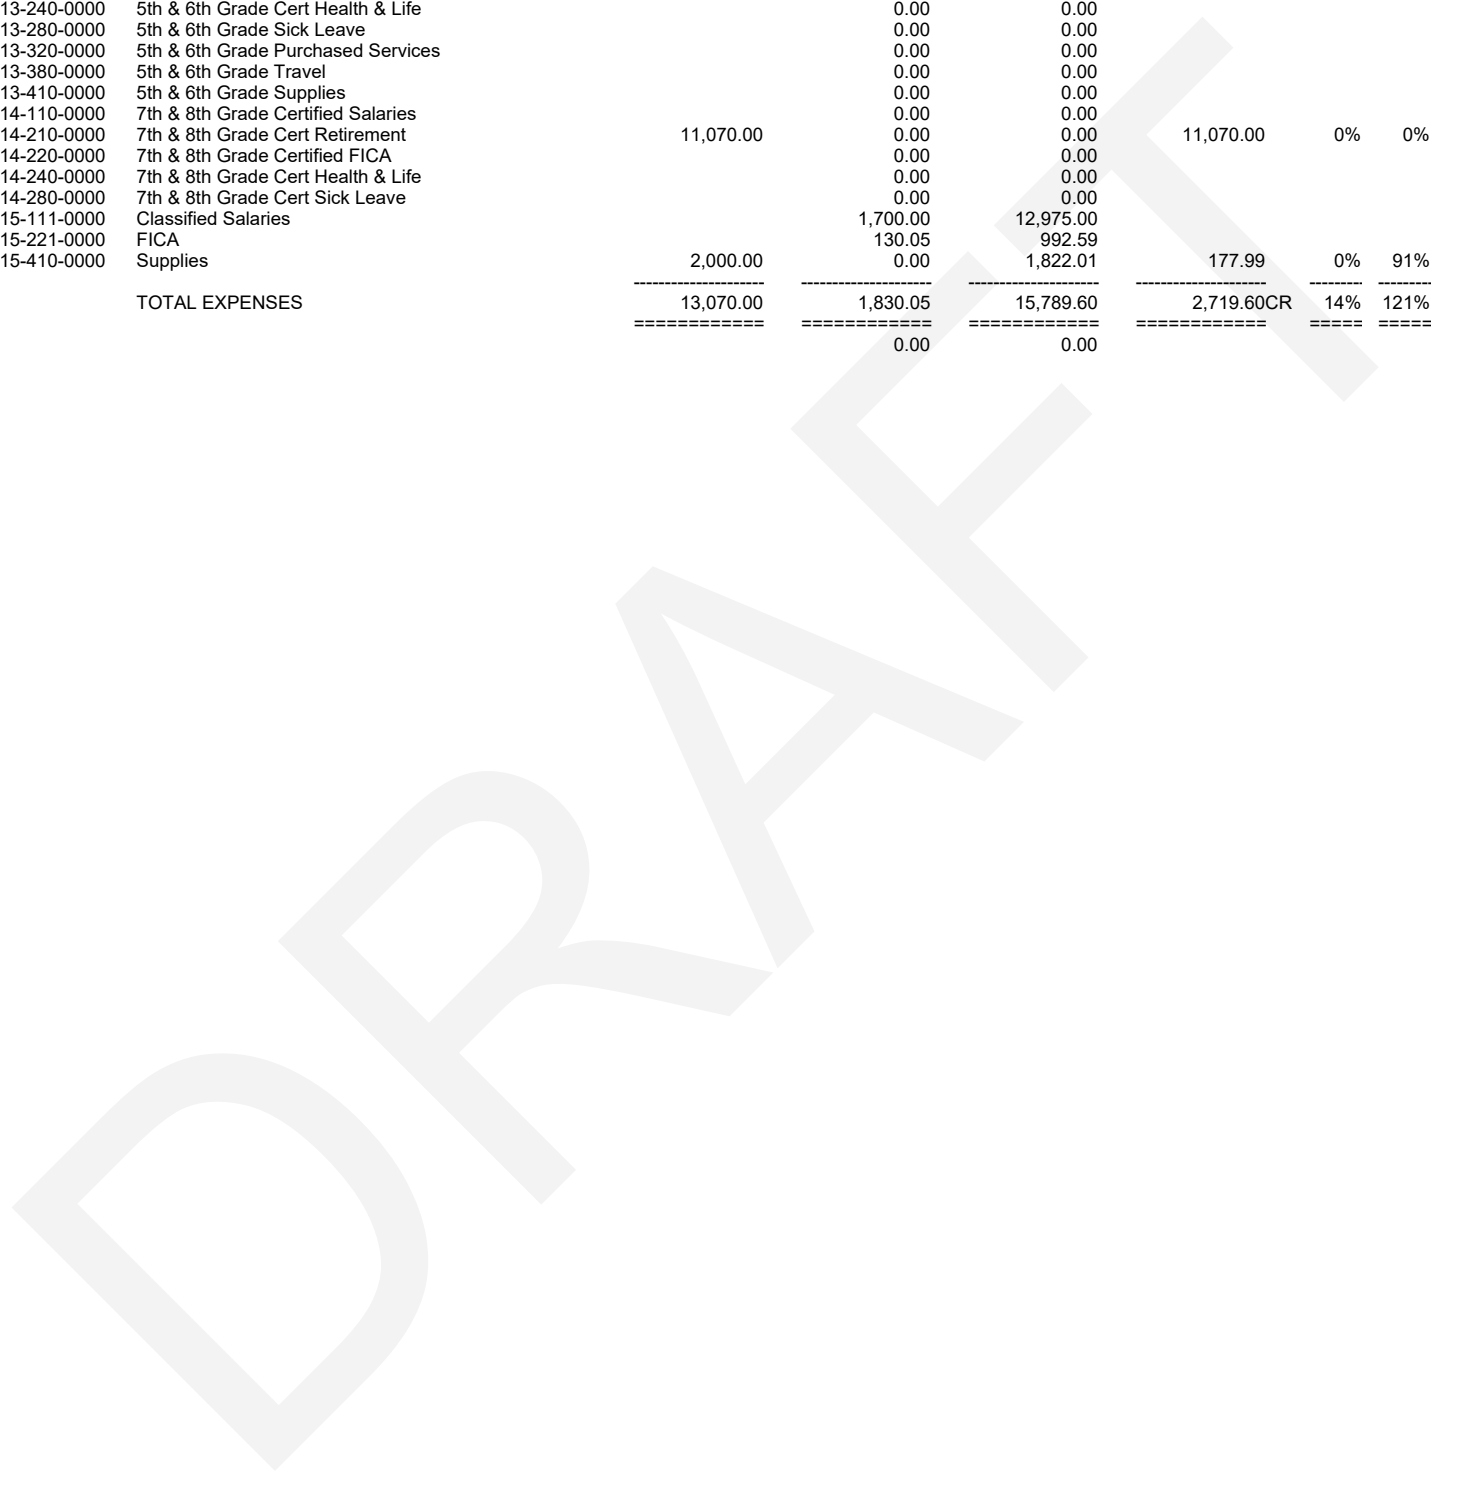 13-240-0000 5th & 6th Grade Cert Health & Life 0.00 0.00
13-280-0000 5th & 6th Grade Sick Leave 0.00 0.00
13-320-0000 5th & 6th Grade Purchased Services 0.00 0.00
13-380-0000 5th & 6th Grade Travel 0.00 0.00
13-410-0000 5th & 6th Grade Supplies 0.00 0.00
14-110-0000 7th & 8th Grade Certified Salaries 0.00 0.00
14-210-0000 7th & 8th Grade Cert Retirement 11,070.00 0.00 0.00 11,070.00 0% 0%
14-220-0000 7th & 8th Grade Certified FICA 0.00 0.00
14-240-0000 7th & 8th Grade Cert Health & Life 0.00 0.00
14-280-0000 7th & 8th Grade Cert Sick Leave 0.00 0.00
15-111-0000 Classified Salaries 1,700.00 12,975.00
15-221-0000 FICA 130.05 992.59
15-410-0000 Supplies 2,000.00 0.00 1,822.01 177.99 0% 91%
--------------------- --------------------- --------------------- --------------------- -------- --------
TOTAL EXPENSES 13,070.00 1,830.05 15,789.60 2,719.60CR 14% 121%
============ ============ ============ ============ ===== =====
0.00 0.00
DRAFT